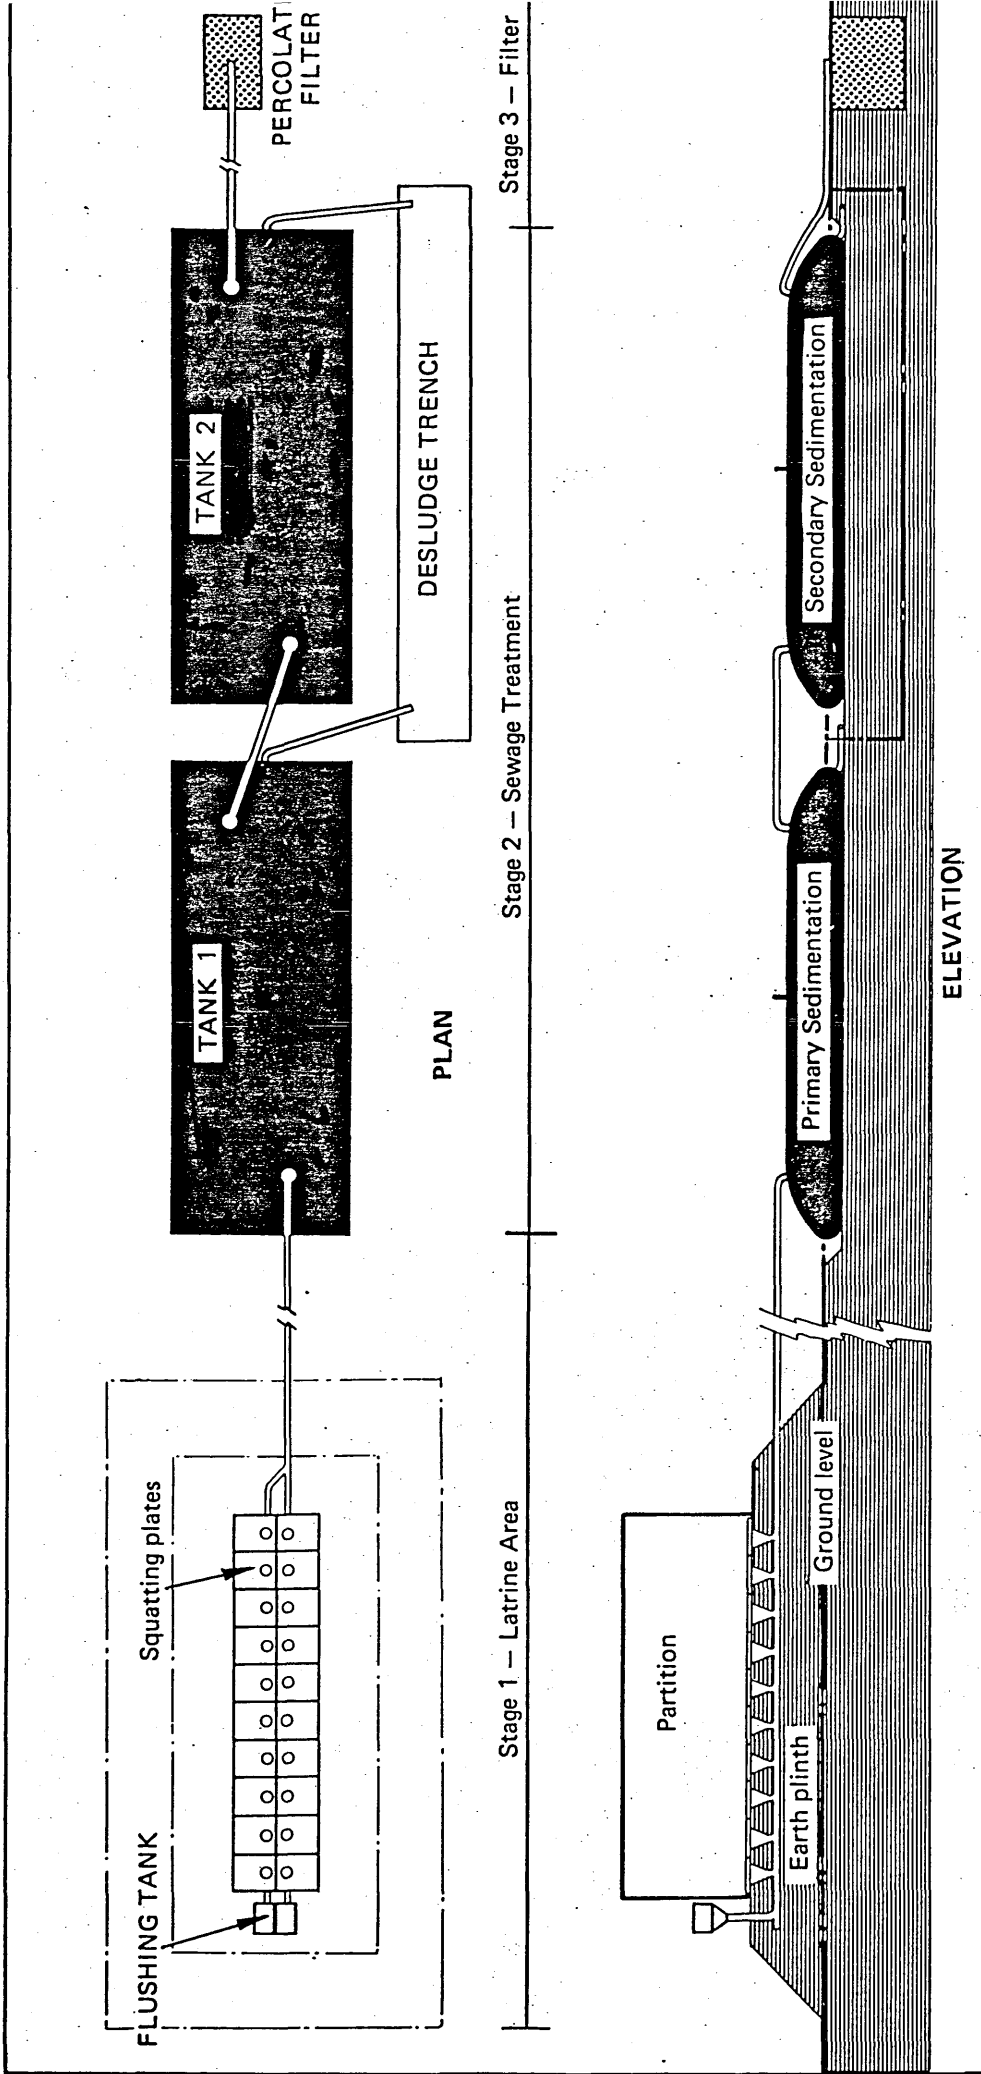 FLUSHING TANK
Squatting plates
TANK 1
TANK 2
PERCOLAT
FILTER
DESLUDGE TRENCH
PLAN
Stage 1 – Latrine Area
Stage 2 – Sewage Treatment
Stage 3 – Filter
Partition
Earth plinth
Ground level
Primary Sedimentation
Secondary Sedimentation
ELEVATION